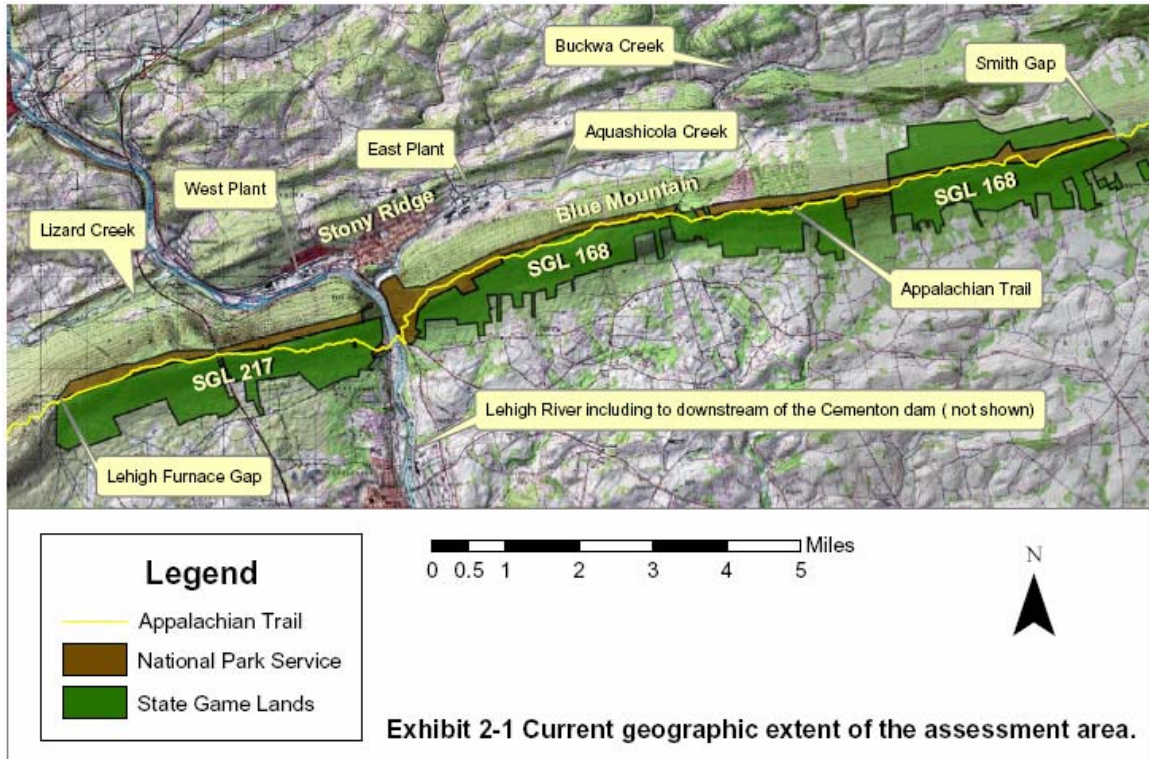 Buckwa Creek
Smith Gap
Aquashicola Creek
East Plant
West Plant
Stony Ridge
Blue Mountain
SGL 168
Lizard Creek
SGL 168
Appalachian Trail
SGL 217
Lehigh River including to downstream of the Cementon dam ( not shown)
Lehigh Furnace Gap
Legend
Appalachian Trail
National Park Service
State Game Lands
Miles
0 0.5 1 2 3 4 5
N
Exhibit 2-1 Current geographic extent of the assessment area.